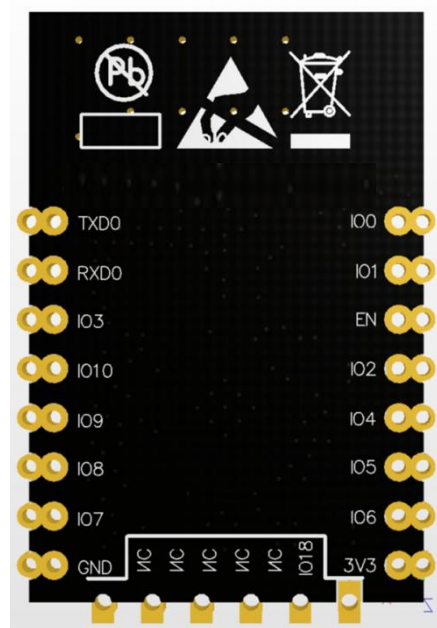 Pb
TXD0 IO0
RXD0 IO1
IO3 EN
IO10 IO2
IO9 IO4
IO8 IO5
IO7 IO6
GND NC NC NC NC NC IO18 3V3
Z